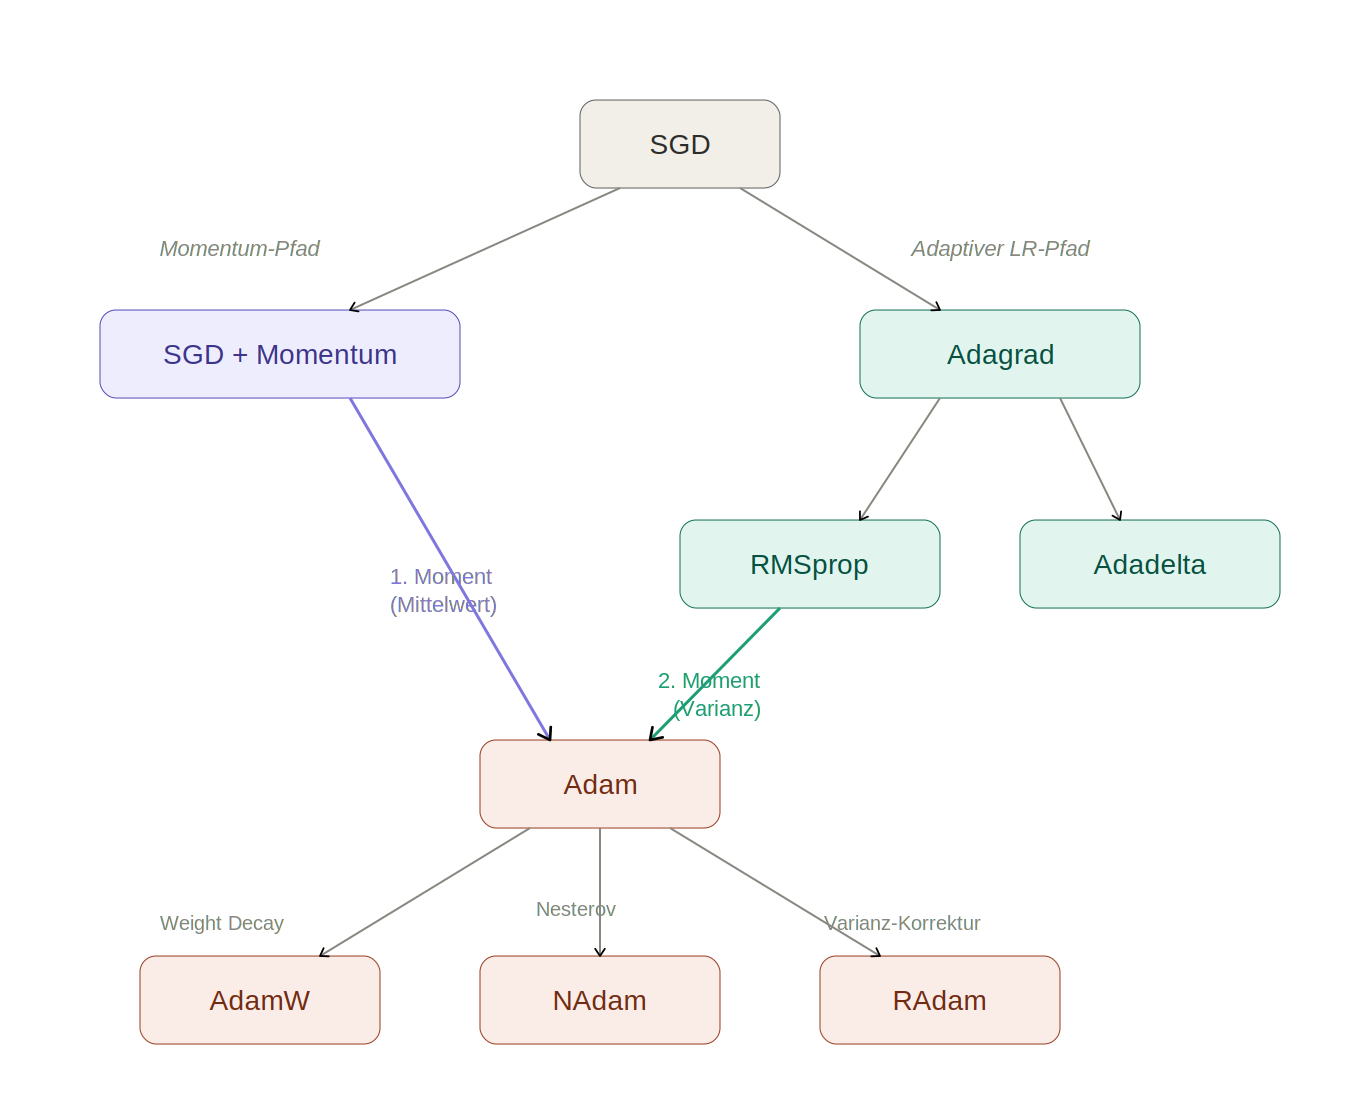 SGD
Momentum-Pfad
Adaptiver LR-Pfad
SGD + Momentum
Adagrad
RMSprop
Adadelta
1. Moment
(Mittelwert)
2. Moment
(Varianz)
Adam
Weight Decay
Nesterov
Varianz-Korrektur
AdamW
NAdam
RAdam